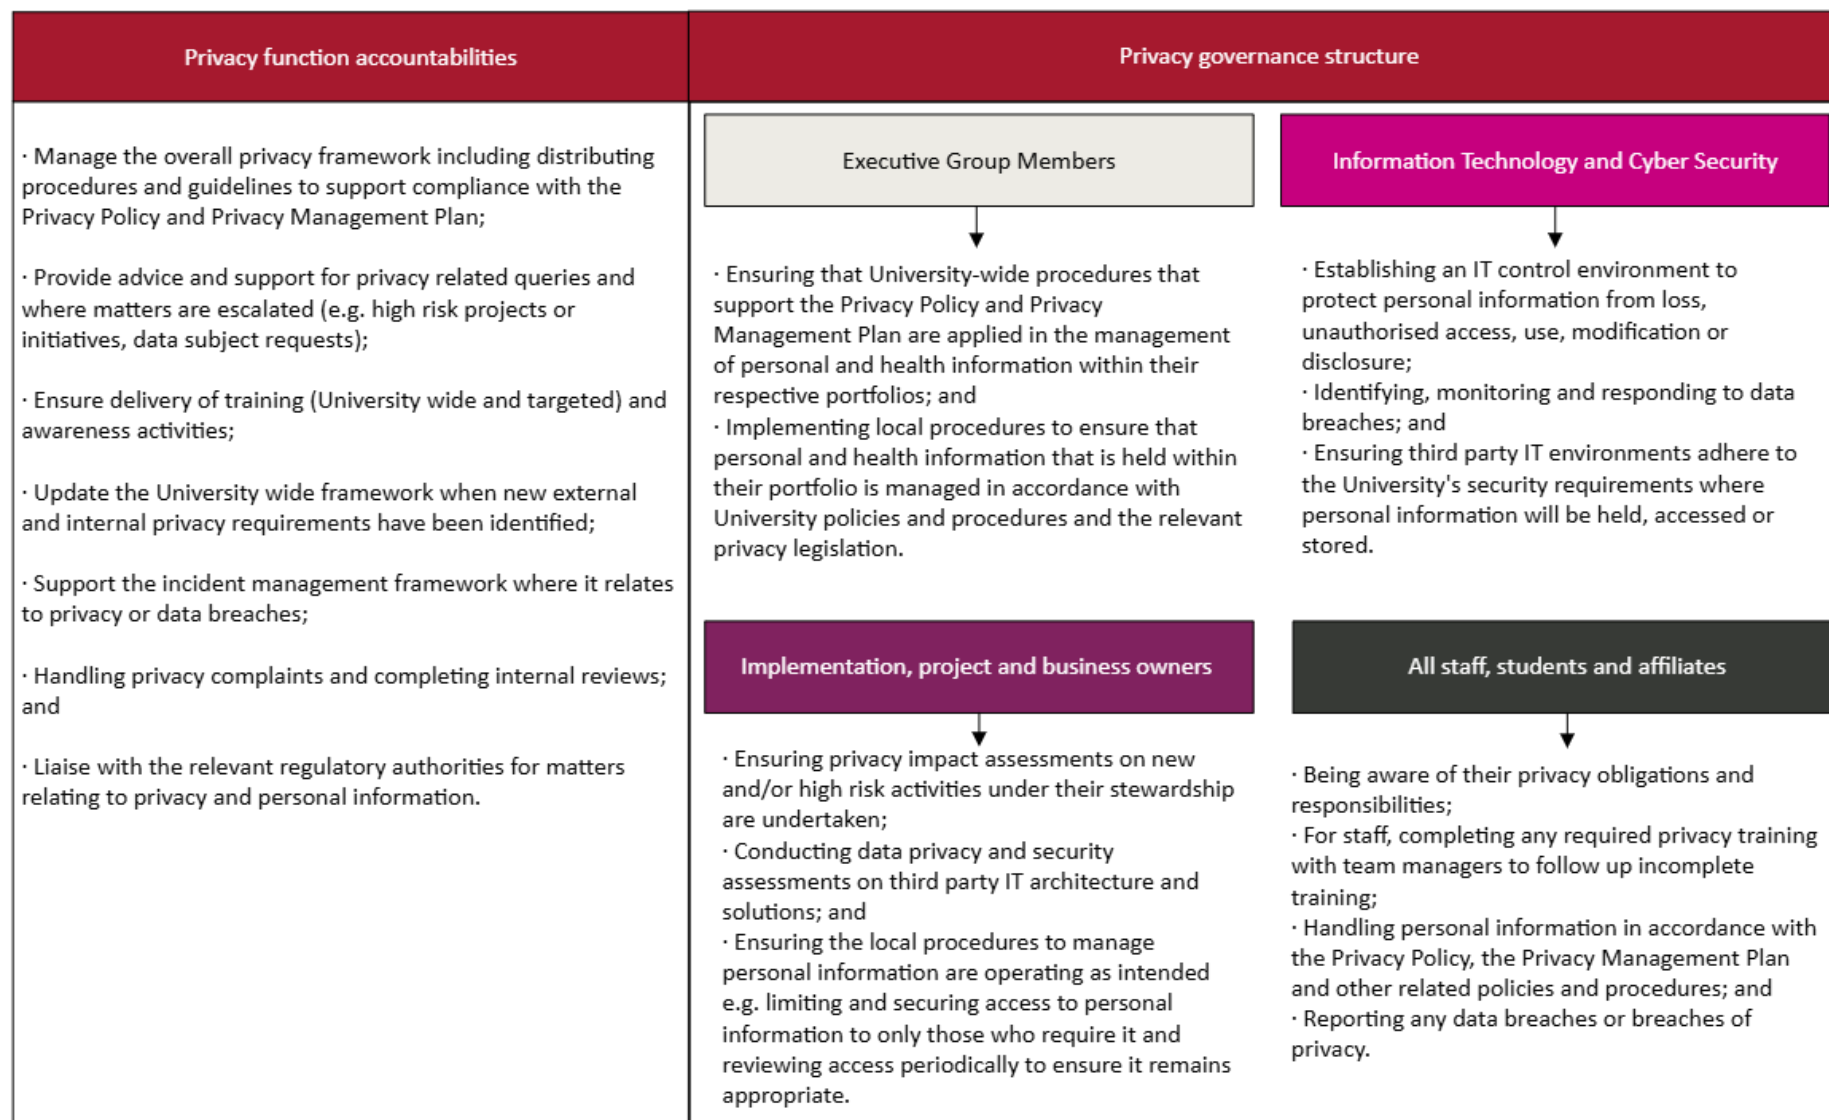 Privacy function accountabilities
Privacy governance structure
· Manage the overall privacy framework including distributing
procedures and guidelines to support compliance with the
Privacy Policy and Privacy Management Plan;
· Provide advice and support for privacy related queries and
where matters are escalated (e.g. high risk projects or
initiatives, data subject requests);
· Ensure delivery of training (University wide and targeted) and
awareness activities;
· Update the University wide framework when new external
and internal privacy requirements have been identified;
· Support the incident management framework where it relates
to privacy or data breaches;
· Handling privacy complaints and completing internal reviews;
and
· Liaise with the relevant regulatory authorities for matters
relating to privacy and personal information.
Executive Group Members
· Ensuring that University-wide procedures that
support the Privacy Policy and Privacy
Management Plan are applied in the management
of personal and health information within their
respective portfolios; and
· Implementing local procedures to ensure that
personal and health information that is held within
their portfolio is managed in accordance with
University policies and procedures and the relevant
privacy legislation.
Information Technology and Cyber Security
· Establishing an IT control environment to
protect personal information from loss,
unauthorised access, use, modification or
disclosure;
· Identifying, monitoring and responding to data
breaches; and
· Ensuring third party IT environments adhere to
the University's security requirements where
personal information will be held, accessed or
stored.
Implementation, project and business owners
· Ensuring privacy impact assessments on new
and/or high risk activities under their stewardship
are undertaken;
· Conducting data privacy and security
assessments on third party IT architecture and
solutions; and
· Ensuring the local procedures to manage
personal information are operating as intended
e.g. limiting and securing access to personal
information to only those who require it and
reviewing access periodically to ensure it remains
appropriate.
All staff, students and affiliates
· Being aware of their privacy obligations and
responsibilities;
· For staff, completing any required privacy training
with team managers to follow up incomplete
training;
· Handling personal information in accordance with
the Privacy Policy, the Privacy Management Plan
and other related policies and procedures; and
· Reporting any data breaches or breaches of
privacy.